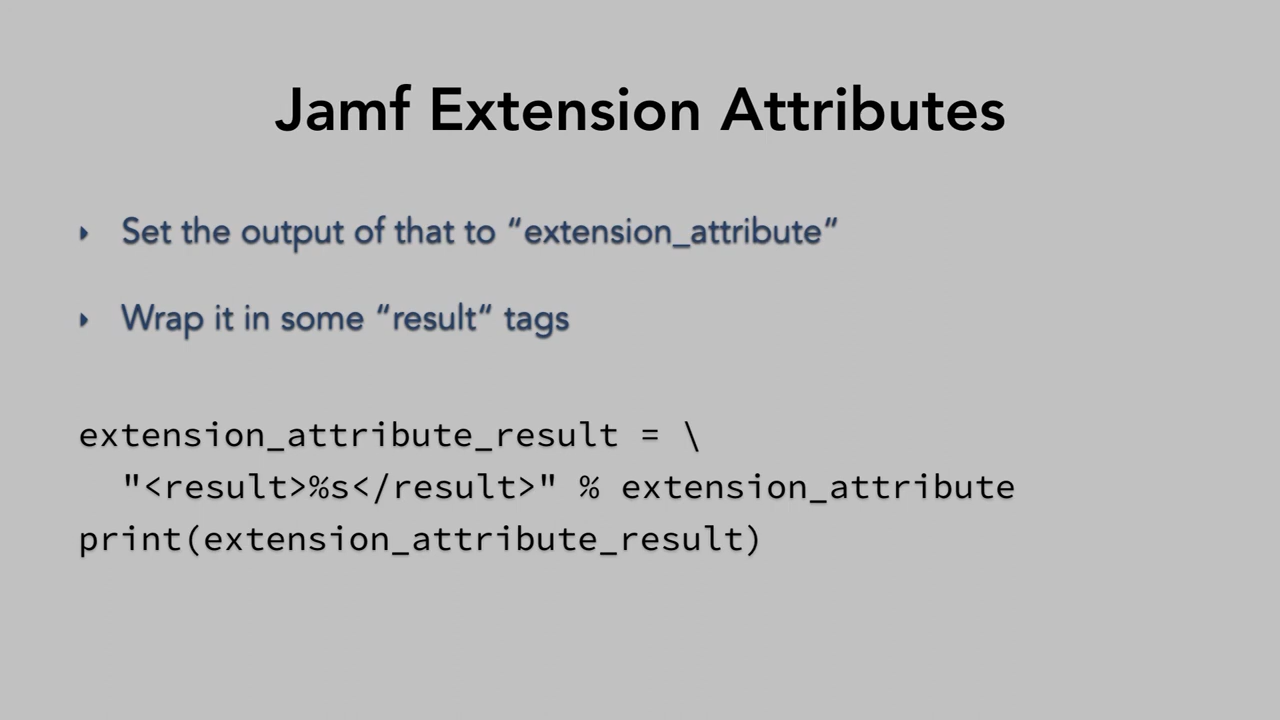 Jamf Extension Attributes
‣ Set the output of that to “extension_attribute“
‣ Wrap it in some “result“ tags
extension_attribute_result = \
  "<result>%s</result>" % extension_attribute
print(extension_attribute_result)